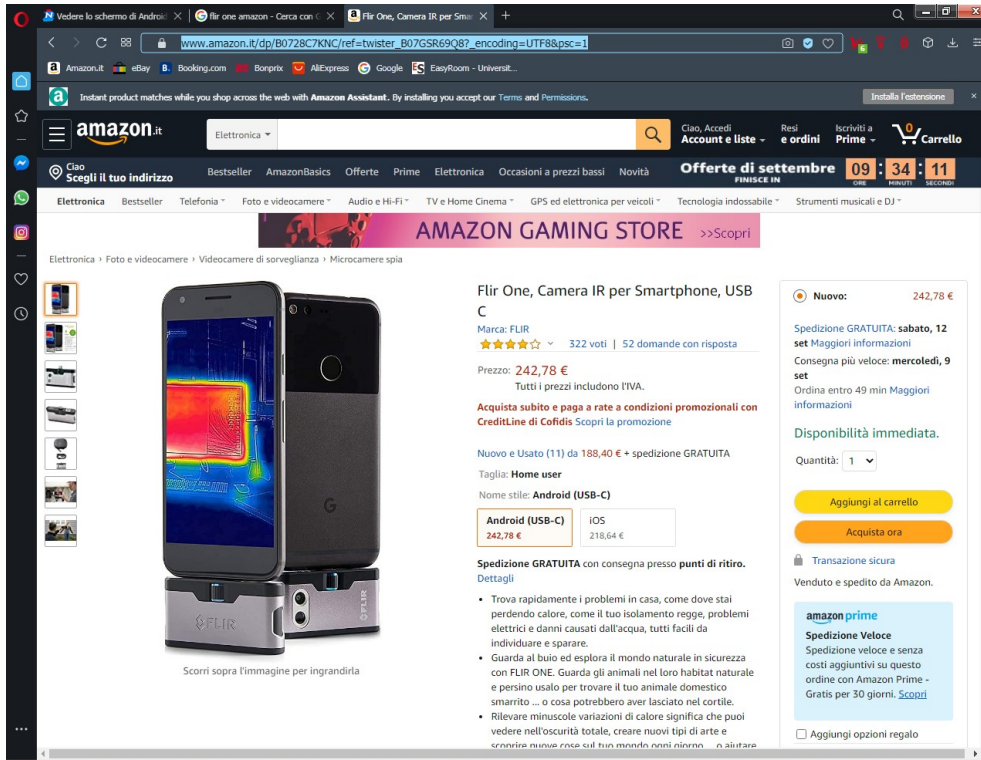 Vedere lo schermo di Android
flir one amazon - Cerca con G
Flir One, Camera IR per Smar
www.amazon.it/dp/B0728C7KNC/ref=twister_B07GSR69Q8?_encoding=UTF8&psc=1
Amazon.it eBay Booking.com Bonprix AliExpress Google EasyRoom - Universit...
Instant product matches while you shop across the web with Amazon Assistant. By installing you accept our Terms and Permissions.
Installa l'estensione
amazon.it
Elettronica
Ciao, Accedi
Account e liste
Resi
e ordini
Iscriviti a
Prime
0
Carrello
Ciao
Scegli il tuo indirizzo
Bestseller AmazonBasics Offerte Prime Elettronica Occasioni a prezzi bassi Novità
Offerte di settembre
FINISCE IN
09 : 34 : 11
ORE MINUTI SECONDI
Elettronica Bestseller Telefonia Foto e videocamere Audio e Hi-Fi TV e Home Cinema GPS ed elettronica per veicoli Tecnologia indossabile Strumenti musicali e DJ
AMAZON GAMING STORE >>Scopri
Elettronica › Foto e videocamere › Videocamere di sorveglianza › Microcamere spia
FLIR
FLIR
Scorri sopra l'immagine per ingrandirla
Flir One, Camera IR per Smartphone, USB
C
Marca: FLIR
322 voti | 52 domande con risposta
Prezzo: 242,78 €
Tutti i prezzi includono l'IVA.
Acquista subito e paga a rate a condizioni promozionali con
CreditLine di Cofidis Scopri la promozione
Nuovo e Usato (11) da 188,40 € + spedizione GRATUITA
Taglia: Home user
Nome stile: Android (USB-C)
Android (USB-C)
242,78 €
iOS
218,64 €
Spedizione GRATUITA con consegna presso punti di ritiro.
Dettagli
• Trova rapidamente i problemi in casa, come dove stai
perdendo calore, come il tuo isolamento regge, problemi
elettrici e danni causati dall'acqua, tutti facili da
individuare e sparare.
• Guarda al buio ed esplora il mondo naturale in sicurezza
con FLIR ONE. Guarda gli animali nel loro habitat naturale
e persino usalo per trovare il tuo animale domestico
smarrito ... o cosa potrebbero aver lasciato nel cortile.
• Rilevare minuscole variazioni di calore significa che puoi
vedere nell'oscurità totale, creare nuovi tipi di arte e
scoprire nuove cose sul tuo mondo ogni giorno ... o aiutare
Nuovo: 242,78 €
Spedizione GRATUITA: sabato, 12
set Maggiori informazioni
Consegna più veloce: mercoledì, 9
set
Ordina entro 49 min Maggiori
informazioni
Disponibilità immediata.
Quantità: 1
Aggiungi al carrello
Acquista ora
Transazione sicura
Venduto e spedito da Amazon.
amazon prime
Spedizione Veloce
Spedizione veloce e senza
costi aggiuntivi su questo
ordine con Amazon Prime -
Gratis per 30 giorni. Scopri
Aggiungi opzioni regalo